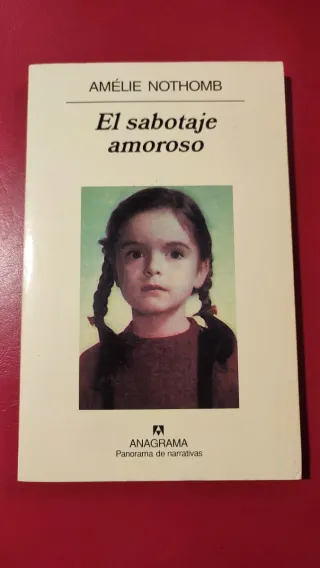 AMÉLIE NOTHOMB
El sabotaje
amoroso
ANAGRAMA
Panorama de narrativas